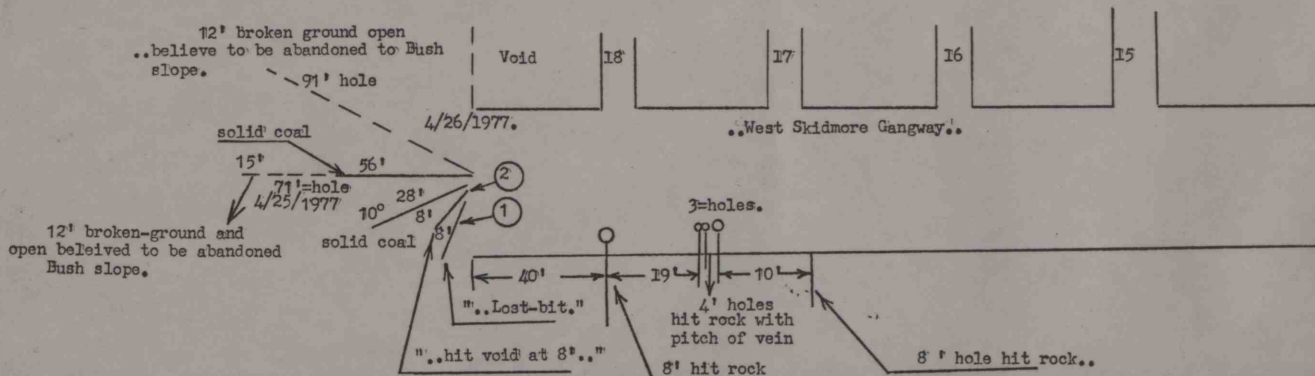 12' broken ground open
..believe to be abandoned to Bush
slope.
91' hole
Void
18
17
16
15
4/26/1977.
..West Skidmore Gangway..
solid coal
15'
56'
71'=hole
4/25/1977
28'
10°
8'
8'
solid coal
2
1
12' broken-ground and
open beleived to be abandoned
Bush slope.
3=holes.
40'
19'
10'
"..Lost-bit."
4' holes
hit rock with
pitch of vein
"..hit void at 8'.."
8' hit rock
8' hole hit rock..